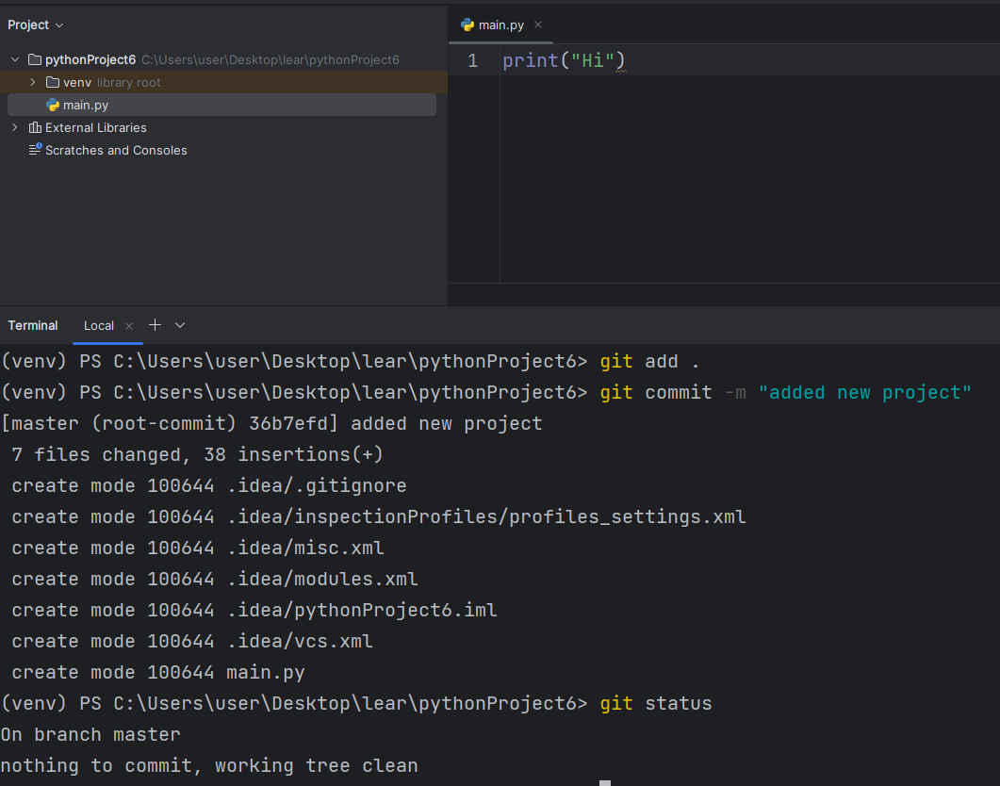 Project
pythonProject6 C:\Users\user\Desktop\lear\pythonProject6
venv library root
main.py
External Libraries
Scratches and Consoles
main.py
1 print("Hi")
Terminal Local
(venv) PS C:\Users\user\Desktop\lear\pythonProject6> git add .
(venv) PS C:\Users\user\Desktop\lear\pythonProject6> git commit -m "added new project"
[master (root-commit) 36b7efd] added new project
7 files changed, 38 insertions(+)
create mode 100644 .idea/.gitignore
create mode 100644 .idea/inspectionProfiles/profiles_settings.xml
create mode 100644 .idea/misc.xml
create mode 100644 .idea/modules.xml
create mode 100644 .idea/pythonProject6.iml
create mode 100644 .idea/vcs.xml
create mode 100644 main.py
(venv) PS C:\Users\user\Desktop\lear\pythonProject6> git status
On branch master
nothing to commit, working tree clean